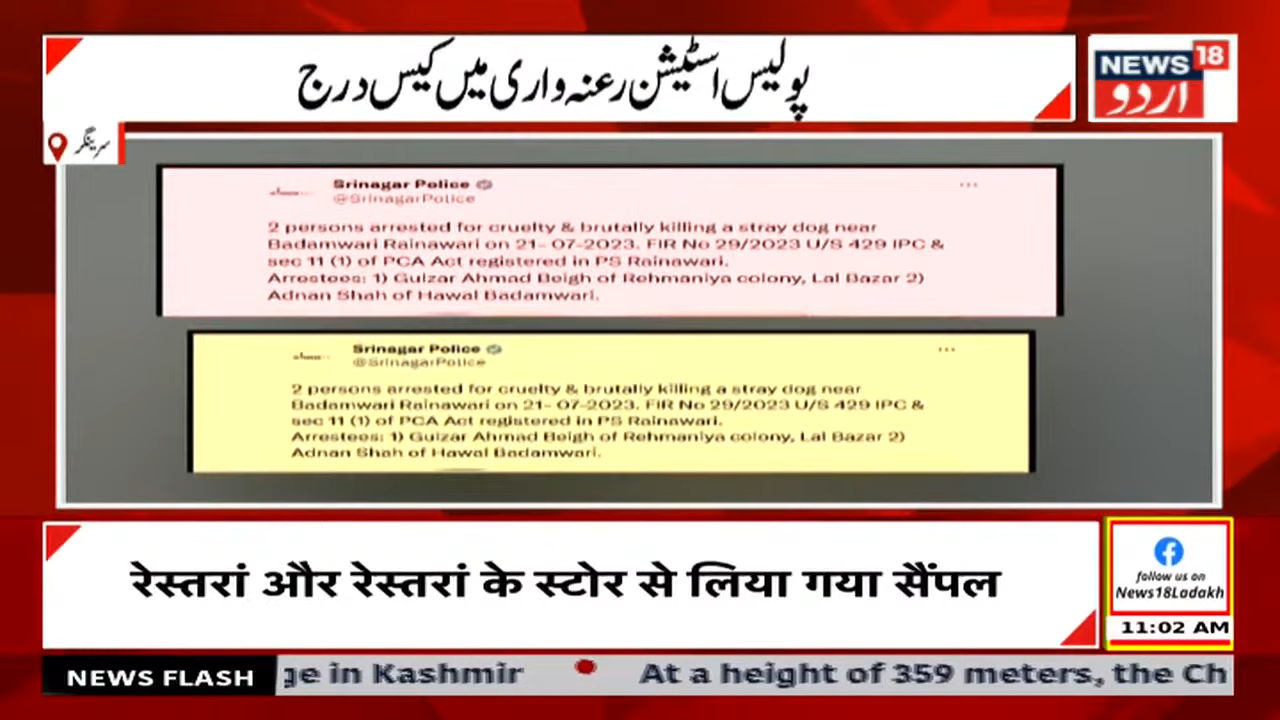 پولیس اسٹیشن رعنہ واری میں کیس درج
NEWS 18
اردو
سرینگر
Srinagar Police
@SrinagarPolice
2 persons arrested for cruelty & brutally killing a stray dog near
Badamwari Rainawari on 21- 07-2023. FIR No 29/2023 U/S 429 IPC &
sec 11 (1) of PCA Act registered in PS Rainawari.
Arrestees: 1) Gulzar Ahmad Beigh of Rehmaniya colony, Lal Bazar 2)
Adnan Shah of Hawal Badamwari.
Srinagar Police
@SrinagarPolice
2 persons arrested for cruelty & brutally killing a stray dog near
Badamwari Rainawari on 21- 07-2023. FIR No 29/2023 U/S 429 IPC &
sec 11 (1) of PCA Act registered in PS Rainawari.
Arrestees: 1) Gulzar Ahmad Beigh of Rehmaniya colony, Lal Bazar 2)
Adnan Shah of Hawal Badamwari.
रेस्तरां और रेस्तरां के स्टोर से लिया गया सैंपल
follow us on
News18Ladakh
11:02 AM
NEWS FLASH
ge in Kashmir
At a height of 359 meters, the Ch